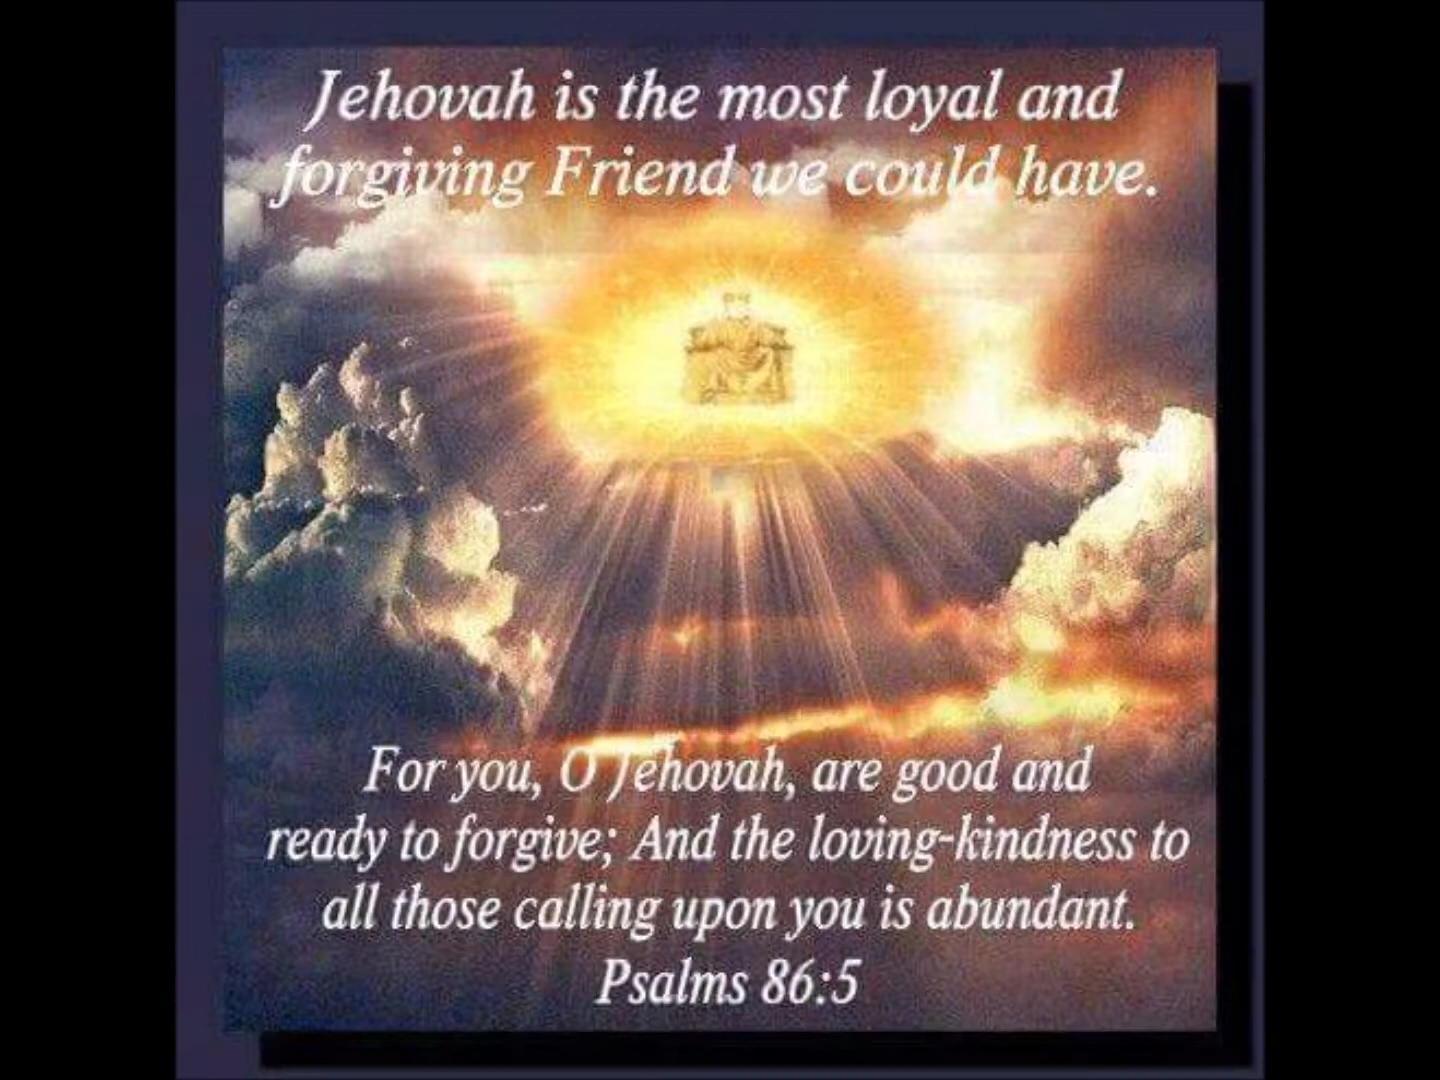 Jehovah is the most loyal and
forgiving Friend we could have.
For you, O Jehovah, are good and
ready to forgive; And the loving-kindness to
all those calling upon you is abundant.
Psalms 86:5